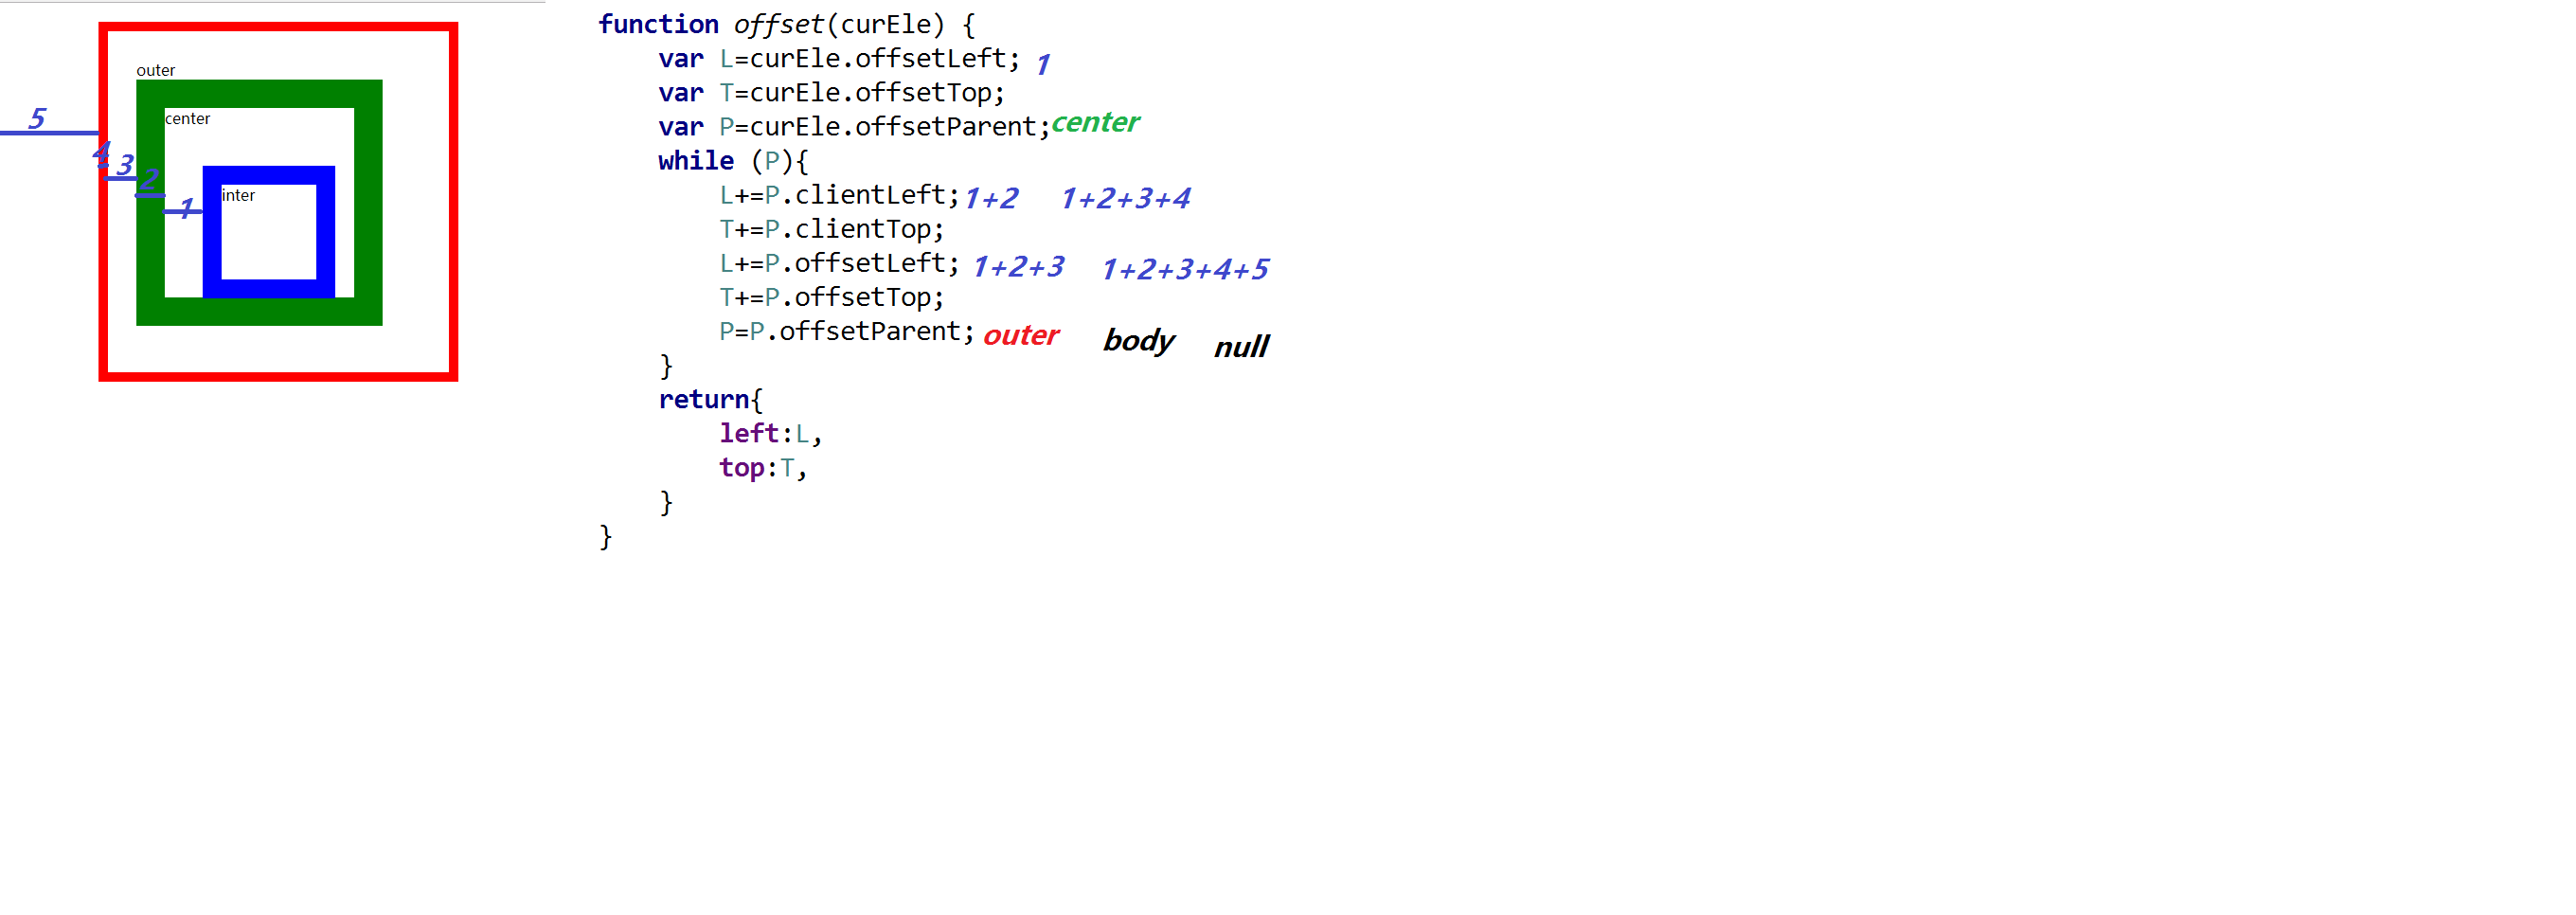 outer
center
inter
5
4
3
2
1
function offset(curEle) {
var L=curEle.offsetLeft; 1
var T=curEle.offsetTop;
var P=curEle.offsetParent;center
while (P){
L+=P.clientLeft;1+2 1+2+3+4
T+=P.clientTop;
L+=P.offsetLeft; 1+2+3 1+2+3+4+5
T+=P.offsetTop;
P=P.offsetParent; outer body null
}
return{
left:L,
top:T,
}
}